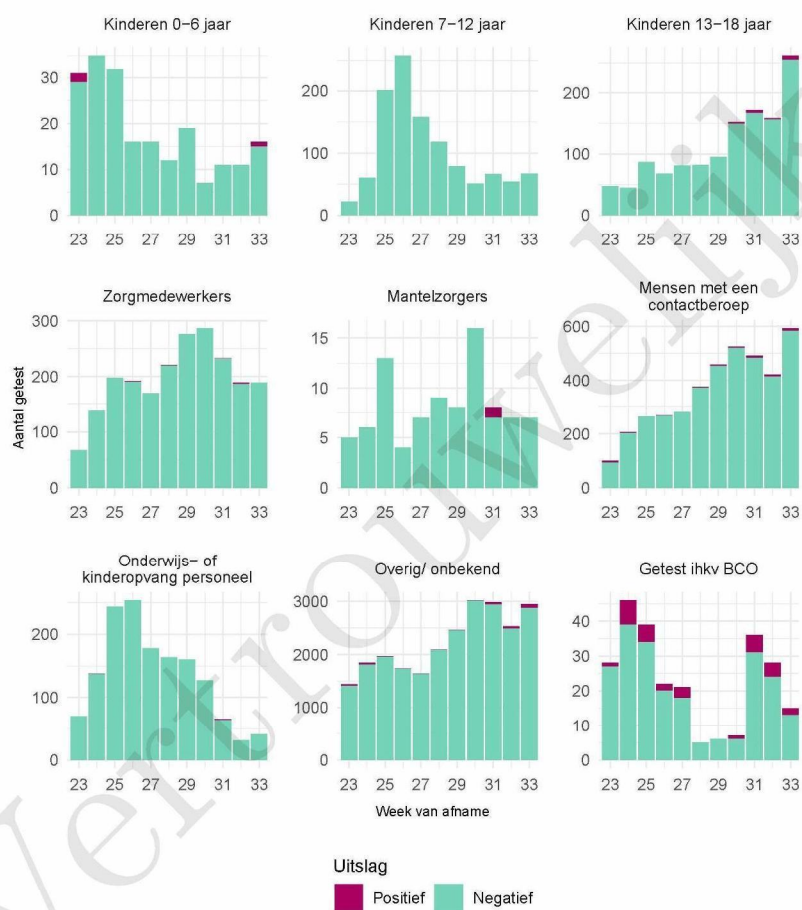 Kinderen 0−6 jaar
Kinderen 7−12 jaar
Kinderen 13−18 jaar
30
20
10
0
23 25 27 29 31 33
200
100
0
23 25 27 29 31 33
200
100
0
23 25 27 29 31 33
Zorgmedewerkers
Mantelzorgers
Mensen met een
contactberoep
Aantal getest
300
200
100
0
23 25 27 29 31 33
15
10
5
0
23 25 27 29 31 33
600
400
200
0
23 25 27 29 31 33
Onderwijs− of
kinderopvang personeel
Overig/ onbekend
Getest ihkv BCO
200
100
0
23 25 27 29 31 33
3000
2000
1000
0
23 25 27 29 31 33
40
30
20
10
0
23 25 27 29 31 33
Week van afname
Uitslag
Positief Negatief
Vertrouwelijk